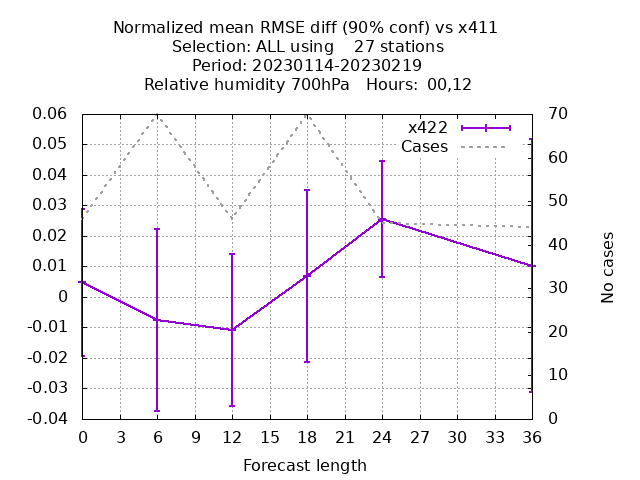 Normalized mean RMSE diff (90% conf) vs x411
Selection: ALL using    27 stations
Period: 20230114-20230219
Relative humidity 700hPa   Hours: 00,12
x422
Cases
0.06
0.05
0.04
0.03
0.02
0.01
0
-0.01
-0.02
-0.03
-0.04
70
60
50
40
30
20
10
0
No cases
0 3 6 9 12 15 18 21 24 27 30 33 36
Forecast length